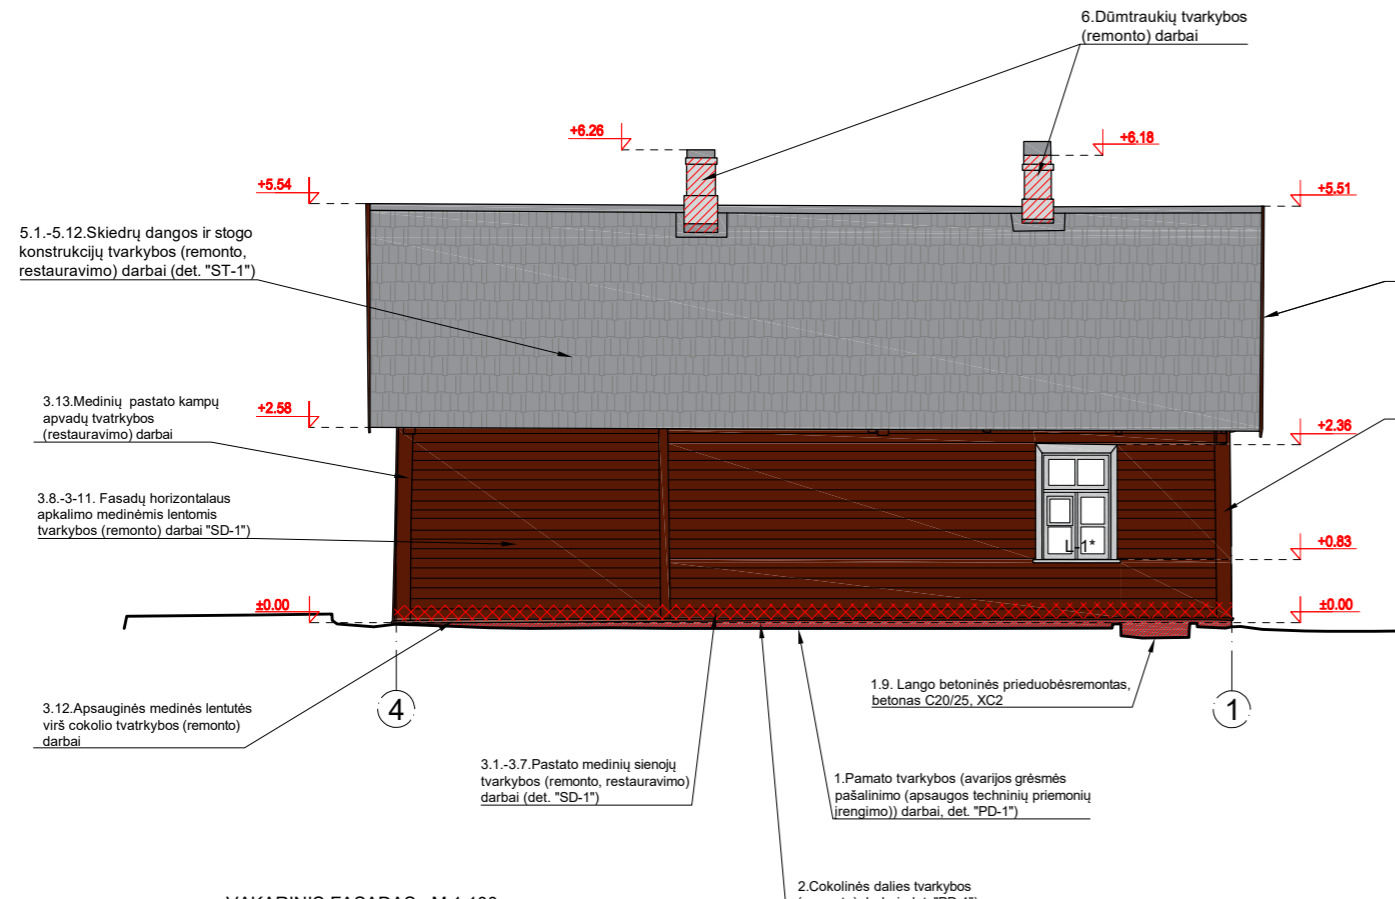 6.Dūmtraukių tvarkybos
(remonto) darbai
+6.26
+6.18
+5.54
+5.51
5.1.-5.12.Skiedrų dangos ir stogo
konstrukcijų tvarkybos (remonto,
restauravimo) darbai (det. "ST-1")
3.13.Medinių pastato kampų
apvadų tvatrkybos
(restauravimo) darbai
+2.58
+2.36
3.8.-3-11. Fasadų horizontalaus
apkalimo medinėmis lentomis
tvarkybos (remonto) darbai "SD-1")
L-1*
+0.83
±0.00
±0.00
3.12.Apsauginės medinės lentutės
virš cokolio tvatrkybos (remonto)
darbai
4
1.9. Lango betoninės prieduobėsremontas,
betonas C20/25, XC2
1
3.1.-3.7.Pastato medinių sienojų
tvarkybos (remonto, restauravimo)
darbai (det. "SD-1")
1.Pamato tvarkybos (avarijos grėsmės
pašalinimo (apsaugos techninių priemonių
įrengimo)) darbai, det. "PD-1")
2.Cokolinės dalies tvarkybos
VAKARINIS FASADAS